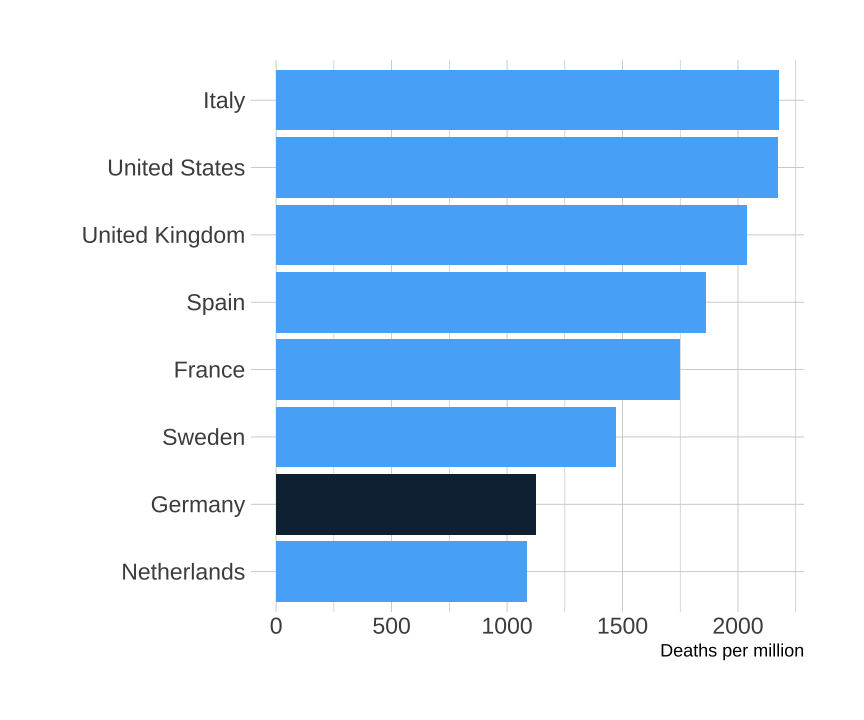 Italy
United States
United Kingdom
Spain
France
Sweden
Germany
Netherlands
0 500 1000 1500 2000
Deaths per million